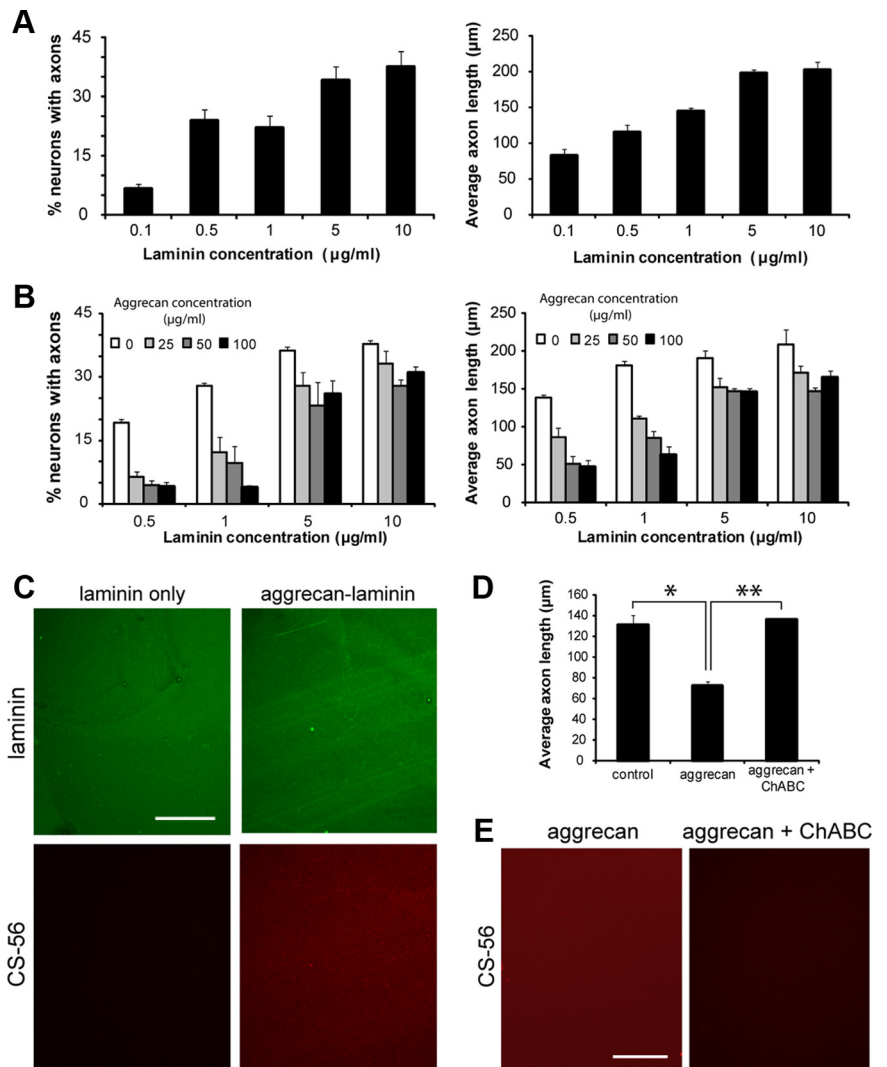 A
% neurons with axons
45
30
15
0
0.1 0.5 1 5 10
Laminin concentration (µg/ml)
Average axon length (µm)
250
200
150
100
50
0
0.1 0.5 1 5 10
Laminin concentration (µg/ml)
B
% neurons with axons
Aggrecan concentration
(µg/ml)
0 25 50 100
45
30
15
0
0.5 1 5 10
Laminin concentration (µg/ml)
Average axon length (µm)
Aggrecan concentration
(µg/ml)
0 25 50 100
250
200
150
100
50
0
0.5 1 5 10
Laminin concentration (µg/ml)
C
laminin only aggrecan-laminin
laminin
CS-56
D
Average axon length (µm)
160
140
120
100
80
60
40
20
0
* **
control aggrecan aggrecan +
ChABC
E
aggrecan aggrecan + ChABC
CS-56